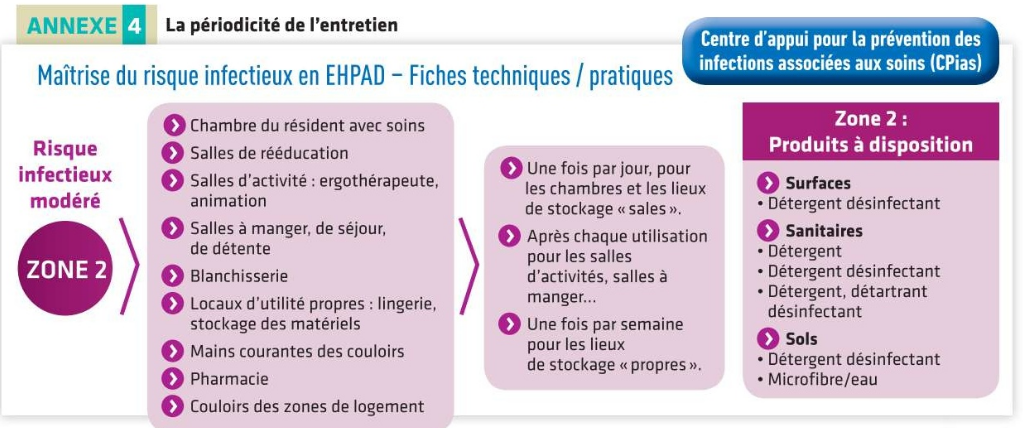 ANNEXE 4 La périodicité de l'entretien
Centre d'appui pour la prévention des
infections associées aux soins (CPias)
Maîtrise du risque infectieux en EHPAD – Fiches techniques / pratiques
Risque
infectieux
modéré
ZONE 2
Chambre du résident avec soins
Salles de rééducation
Salles d'activité : ergothérapeute,
animation
Salles à manger, de séjour,
de détente
Blanchisserie
Locaux d'utilité propres : lingerie,
stockage des matériels
Mains courantes des couloirs
Pharmacie
Couloirs des zones de logement
Une fois par jour, pour
les chambres et les lieux
de stockage « sales ».
Après chaque utilisation
pour les salles
d'activités, salles à
manger...
Une fois par semaine
pour les lieux
de stockage « propres ».
Zone 2 :
Produits à disposition
Surfaces
• Détergent désinfectant
Sanitaires
• Détergent
• Détergent désinfectant
• Détergent, détartrant
désinfectant
Sols
• Détergent désinfectant
• Microfibre/eau